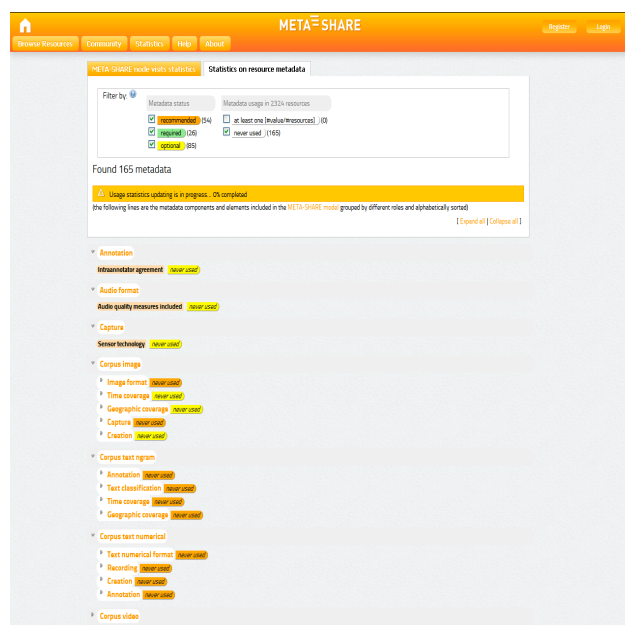 META SHARE
Register Login
Browse Resources Community Statistics Help About
META-SHARE node visits statistics Statistics on resource metadata
Filter by:
Metadata status Metadata usage in 2324 resources
recommended (54) at least one [#value/#resources] (0)
required (26) never used (165)
optional (85)
Found 165 metadata
Usage statistics updating is in progress... 0% completed
(the following lines are the metadata components and elements included in the META-SHARE model grouped by different roles and alphabetically sorted)
[ Expand all | Collapse all ]
Annotation
Intraannotator agreement never used
Audio format
Audio quality measures included never used
Capture
Sensor technology never used
Corpus image
Image format never used
Time coverage never used
Geographic coverage never used
Capture never used
Creation never used
Corpus text ngram
Annotation never used
Text classification never used
Time coverage never used
Geographic coverage never used
Corpus text numerical
Text numerical format never used
Recording never used
Creation never used
Annotation never used
Corpus video